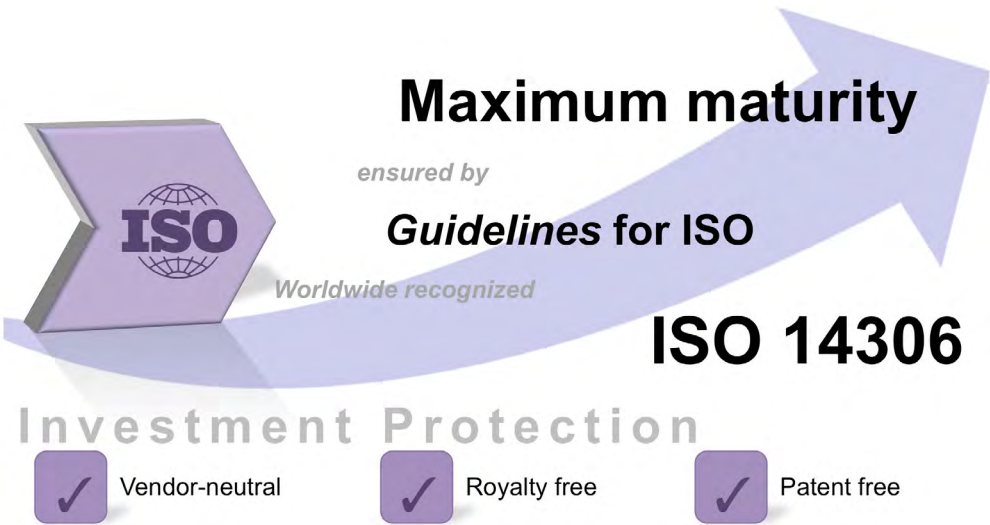 Maximum maturity
ensured by
ISO
Guidelines for ISO
Worldwide recognized
ISO 14306
Investment Protection
Vendor-neutral
Royalty free
Patent free